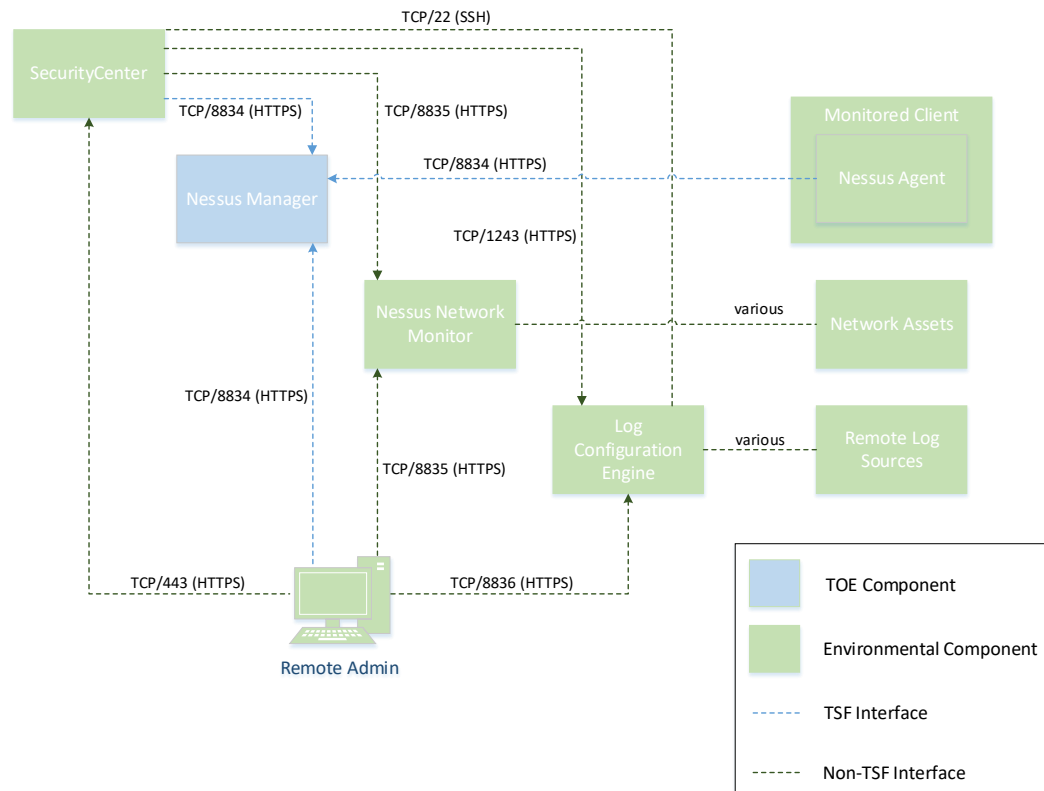 TCP/22 (SSH)
SecurityCenter
TCP/8834 (HTTPS)
TCP/8835 (HTTPS)
Monitored Client
TCP/8834 (HTTPS)
Nessus Manager
Nessus Agent
TCP/1243 (HTTPS)
Nessus Network
Monitor
various
Network Assets
TCP/8834 (HTTPS)
Log
Configuration
Engine
various
Remote Log
Sources
TCP/8835 (HTTPS)
TCP/443 (HTTPS)
TCP/8836 (HTTPS)
Remote Admin
TOE Component
Environmental Component
TSF Interface
Non-TSF Interface